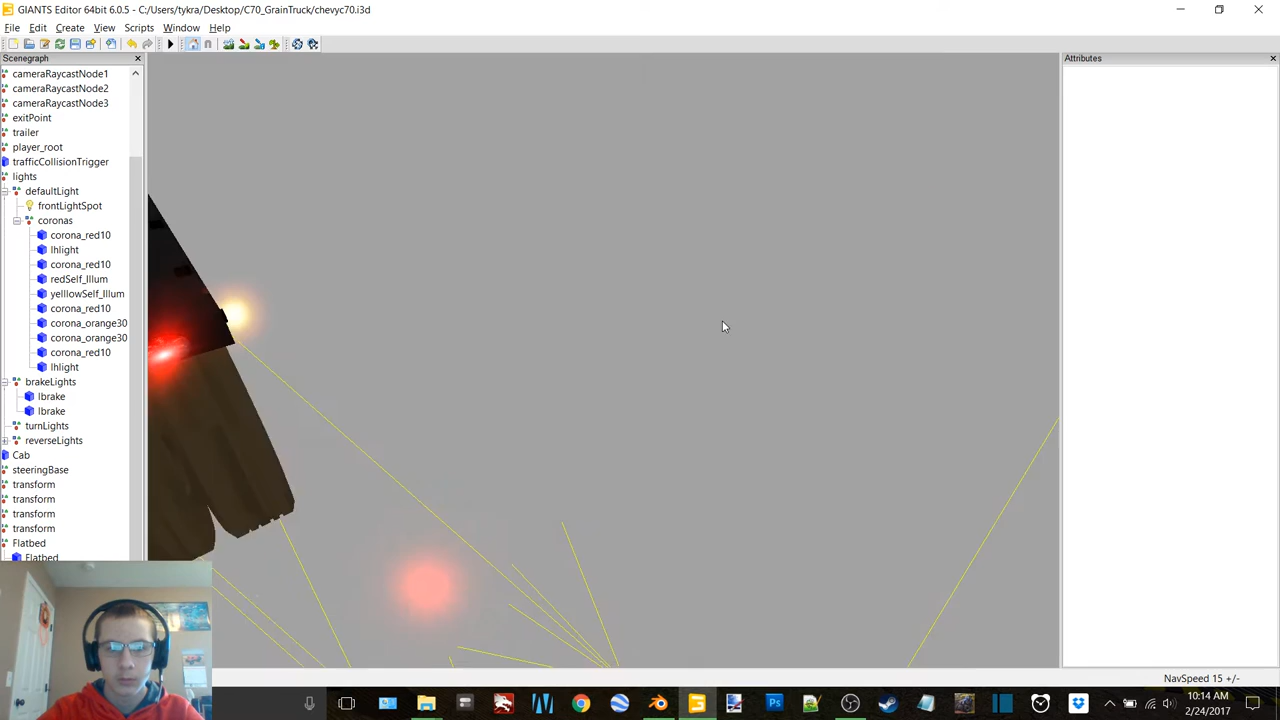 GIANTS Editor 64bit 6.0.5 - C:/Users/tykra/Desktop/C70_GrainTruck/chevyc70.i3d
File Edit Create View Scripts Window Help
Scenegraph
Attributes
cameraRaycastNode1
cameraRaycastNode2
cameraRaycastNode3
exitPoint
trailer
player_root
trafficCollisionTrigger
lights
defaultLight
frontLightSpot
coronas
corona_red10
lhlight
corona_red10
redSelf_Illum
yelllowSelf_Illum
corona_red10
corona_orange30
corona_orange30
corona_red10
lhlight
brakeLights
lbrake
lbrake
turnLights
reverseLights
Cab
steeringBase
transform
transform
transform
transform
Flatbed
Flatbed
NavSpeed 15 +/-
10:14 AM
2/24/2017